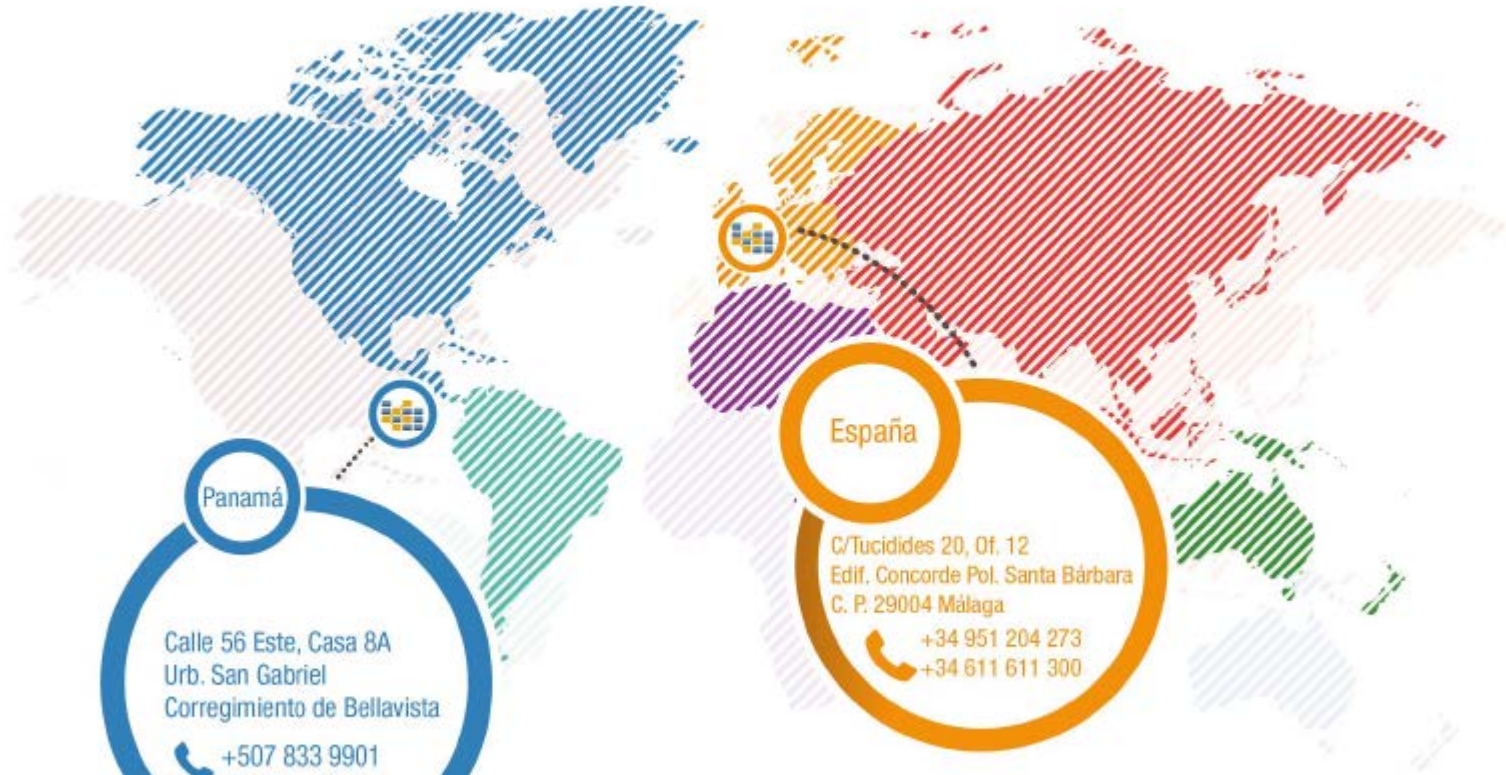 Panamá
Calle 56 Este, Casa 8A
Urb. San Gabriel
Corregimiento de Bellavista
+507 833 9901
España
C/Tucidides 20, Of. 12
Edif. Concorde Pol. Santa Bárbara
C. P. 29004 Málaga
+34 951 204 273
+34 611 611 300